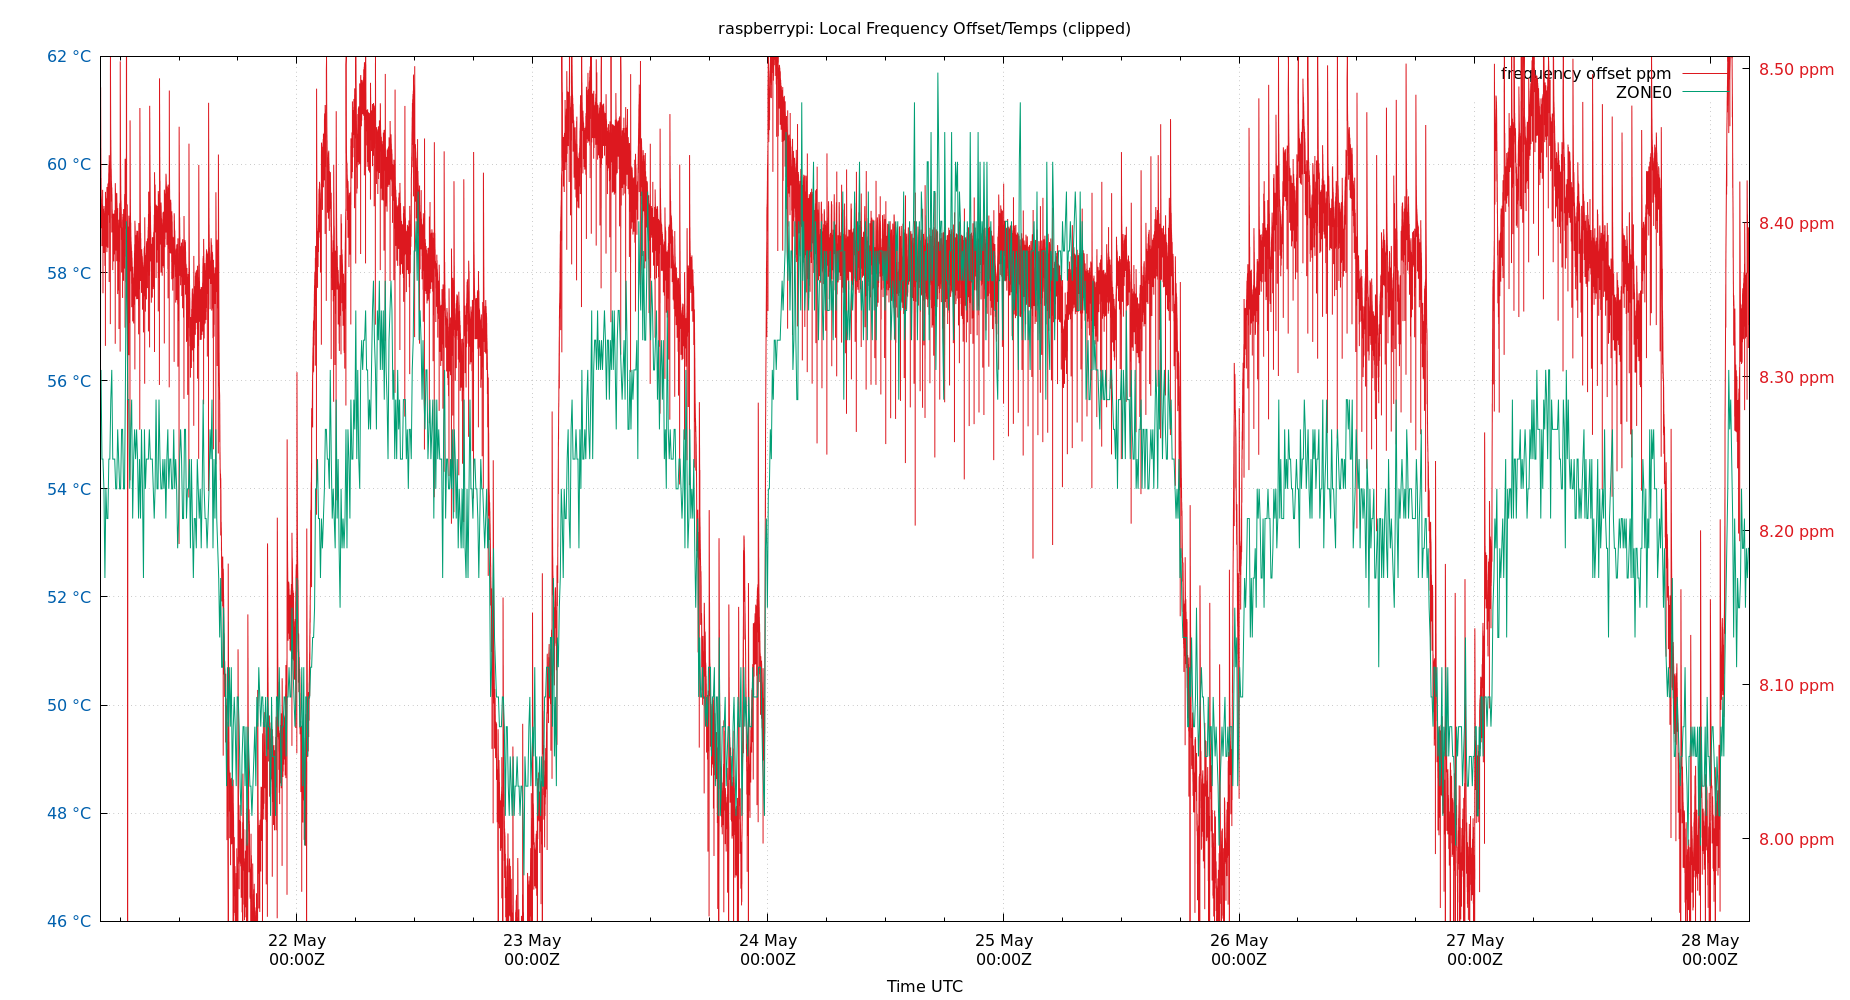 raspberrypi: Local Frequency Offset/Temps (clipped)
62 °C
60 °C
58 °C
56 °C
54 °C
52 °C
50 °C
48 °C
46 °C
8.50 ppm
8.40 ppm
8.30 ppm
8.20 ppm
8.10 ppm
8.00 ppm
frequency offset ppm
ZONE0
22 May 23 May 24 May 25 May 26 May 27 May 28 May
00:00Z 00:00Z 00:00Z 00:00Z 00:00Z 00:00Z 00:00Z
Time UTC